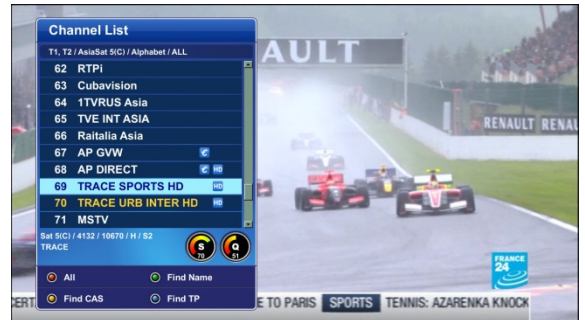 Channel List
T1, T2 / AsiaSat 5(C) / Alphabet / ALL
62 RTPi
63 Cubavision
64 1TVRUS Asia
65 TVE INT ASIA
66 Raitalia Asia
67 AP GVW
68 AP DIRECT HD
69 TRACE SPORTS HD HD
70 TRACE URB INTER HD HD
71 MSTV
Sat 5(C) / 4132 / 10670 / H / S2
TRACE
S 70 Q 51
All Find Name
Find CAS Find TP
AULT
RENAULT RENAU
FRANCE
24
CERT E TO PARIS SPORTS TENNIS: AZARENKA KNOCK